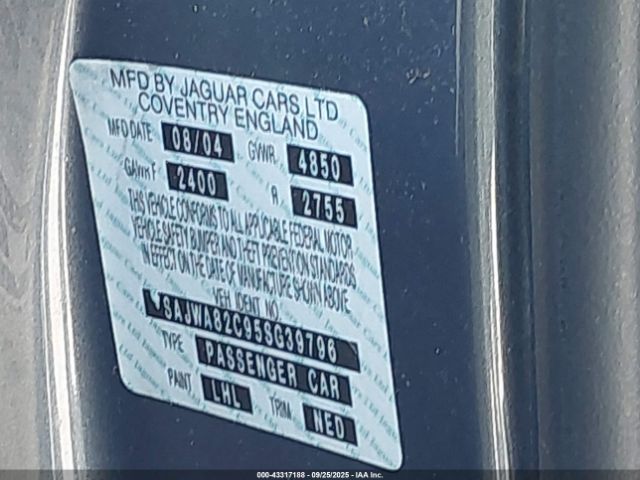 MFD BY JAGUAR CARS LTD
COVENTRY ENGLAND
MFD DATE 08/04 GVWR 4850
GAWR F 2400 R 2755
THIS VEHICLE CONFORMS TO ALL APPLICABLE FEDERAL MOTOR
VEHICLE SAFETY BUMPER AND THEFT PREVENTION STANDARDS
IN EFFECT ON THE DATE OF MANUFACTURE SHOWN ABOVE
VEH IDENT NO.
SAJWA82C95SG39796
TYPE PASSENGER CAR
PAINT LHL TRIM NED
000-43317188 - 09/25/2025 - IAA Inc.